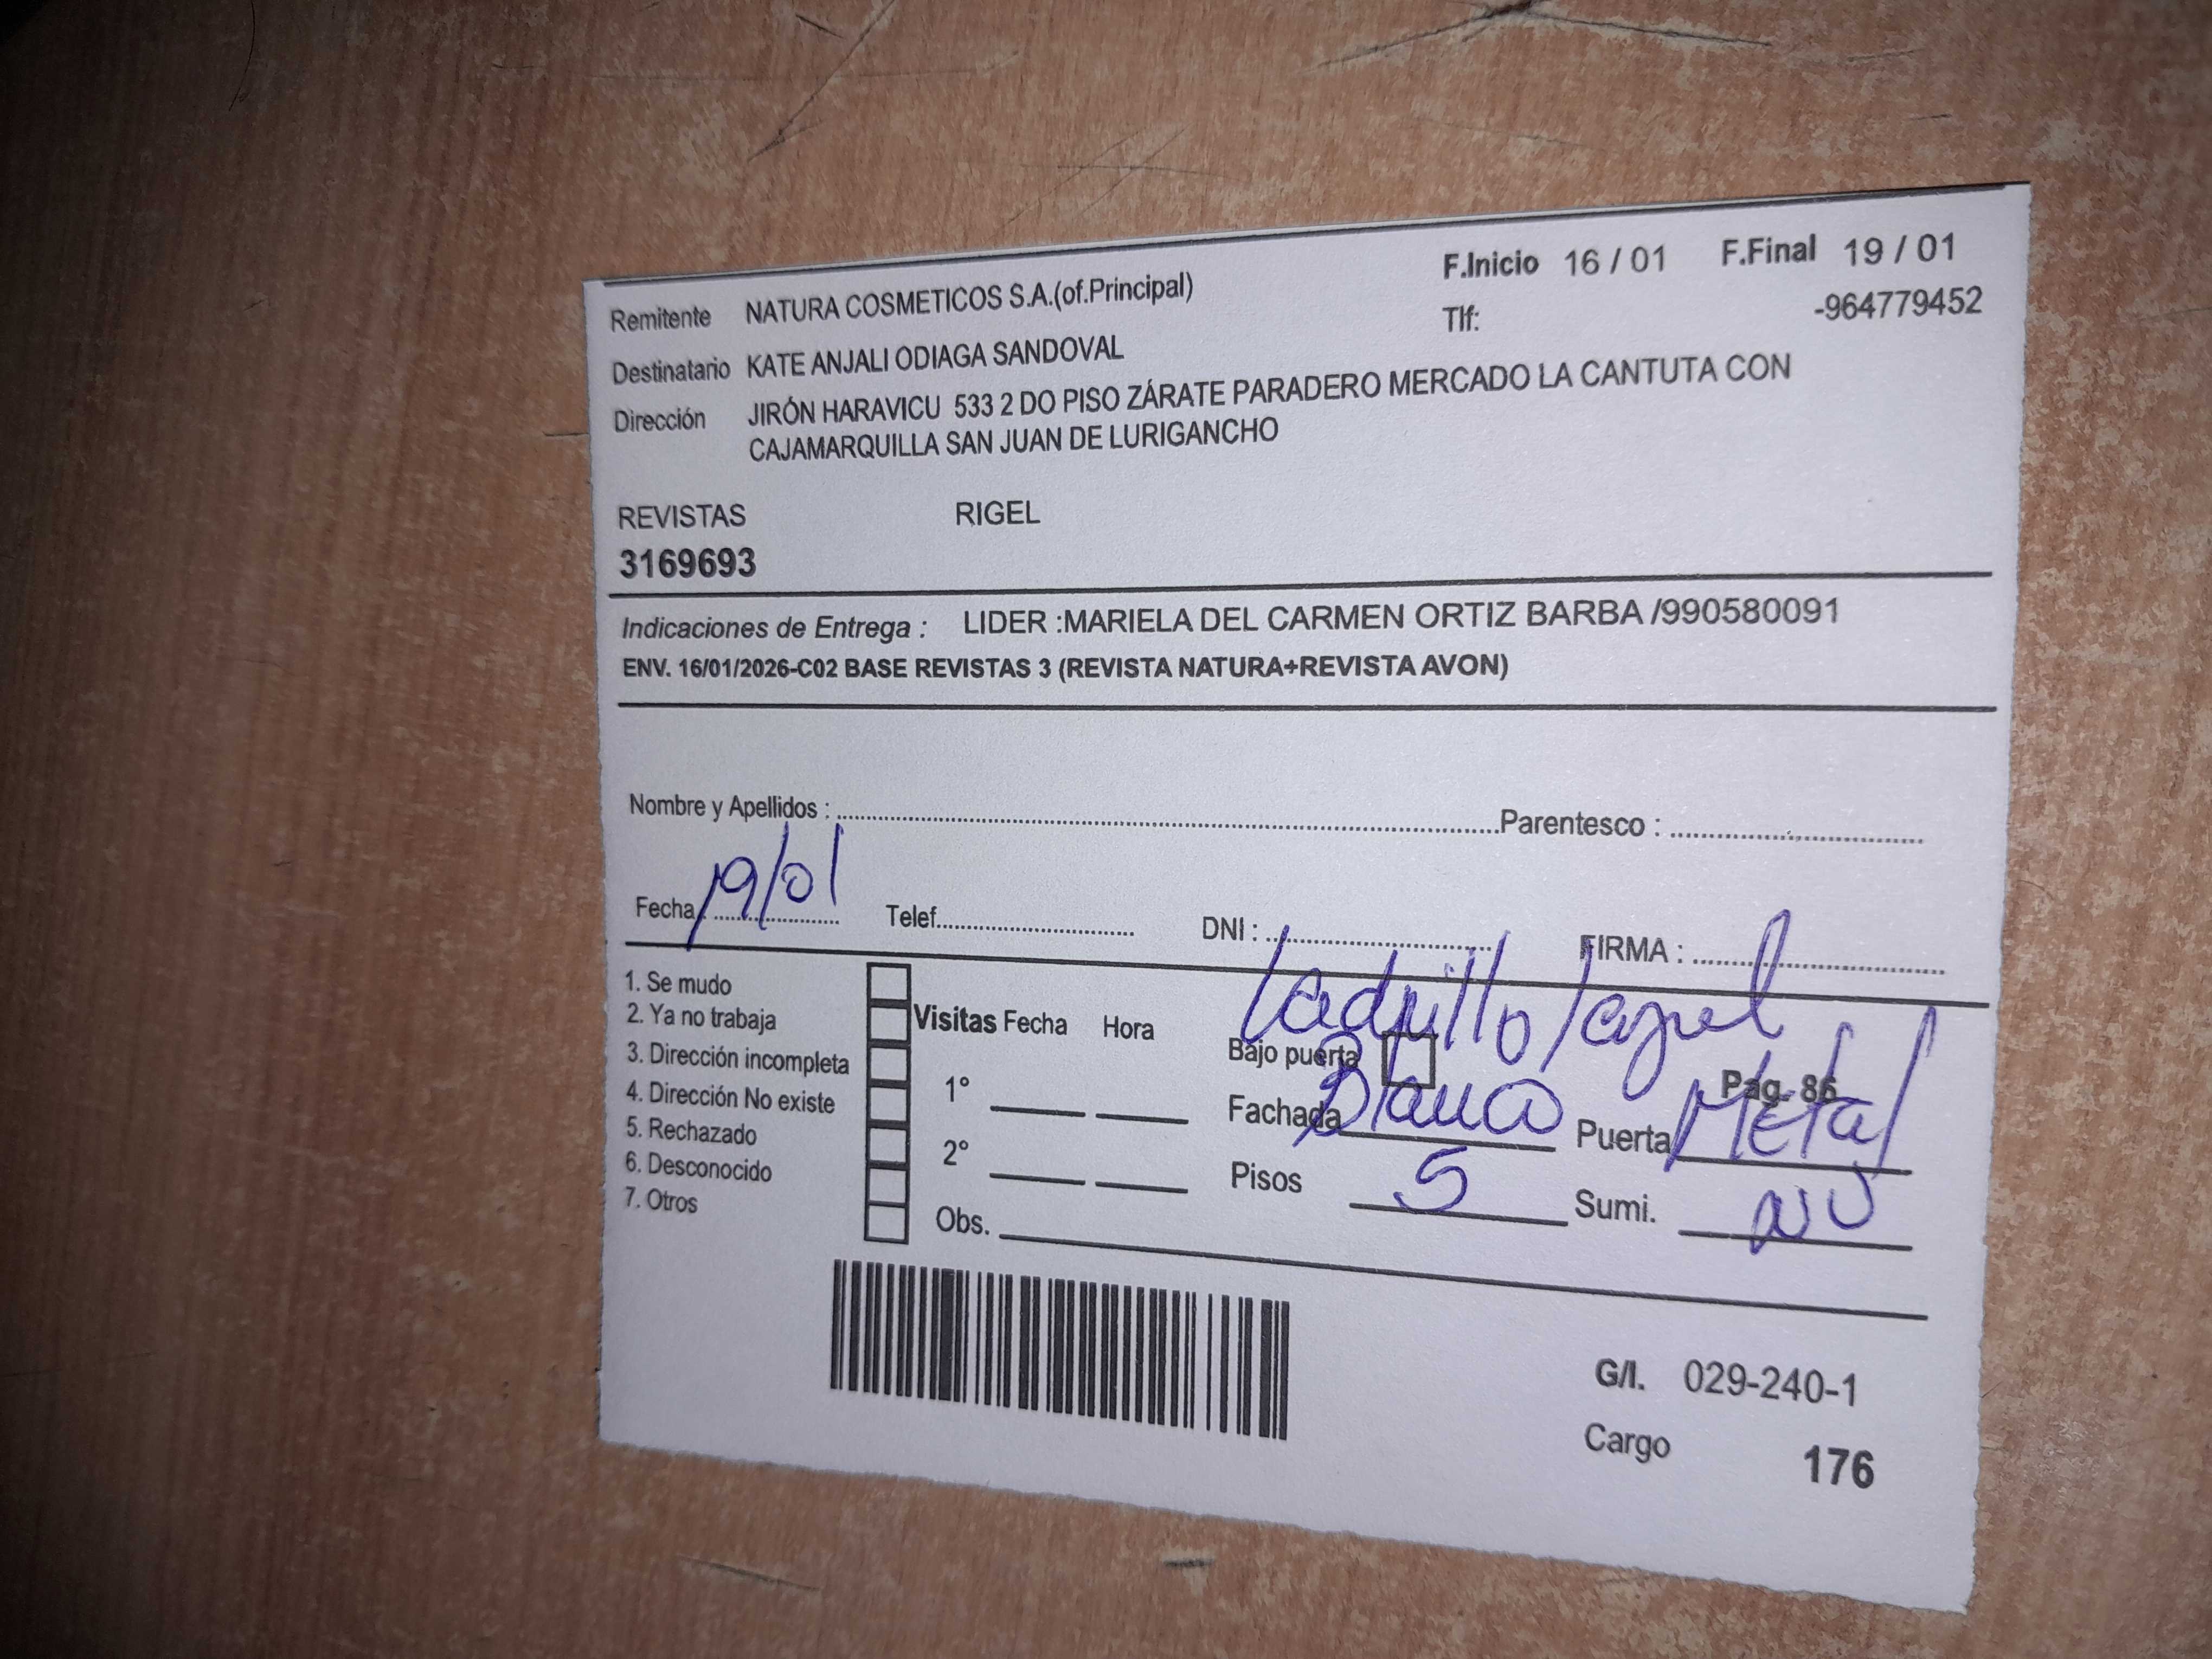 Remitente NATURA COSMETICOS S.A.(of.Principal) F.Inicio 16 / 01 F.Final 19 / 01
Tlf: -964779452
Destinatario KATE ANJALI ODIAGA SANDOVAL
Dirección JIRÓN HARAVICU 533 2 DO PISO ZÁRATE PARADERO MERCADO LA CANTUTA CON
CAJAMARQUILLA SAN JUAN DE LURIGANCHO
REVISTAS RIGEL
3169693
Indicaciones de Entrega : LIDER :MARIELA DEL CARMEN ORTIZ BARBA /990580091
ENV. 16/01/2026-C02 BASE REVISTAS 3 (REVISTA NATURA+REVISTA AVON)
Nombre y Apellidos : Parentesco :
Fecha: 19/01 Telef. DNI : FIRMA :
1. Se mudo
2. Ya no trabaja
3. Dirección incompleta
4. Dirección No existe
5. Rechazado
6. Desconocido
7. Otros
Visitas Fecha Hora
1°
2°
Obs.
Ladrillo
Bajo puerta Pag. 86
Fachada Blanco Puerta Metal
Pisos 5 Sumi.
G/I. 029-240-1
Cargo 176